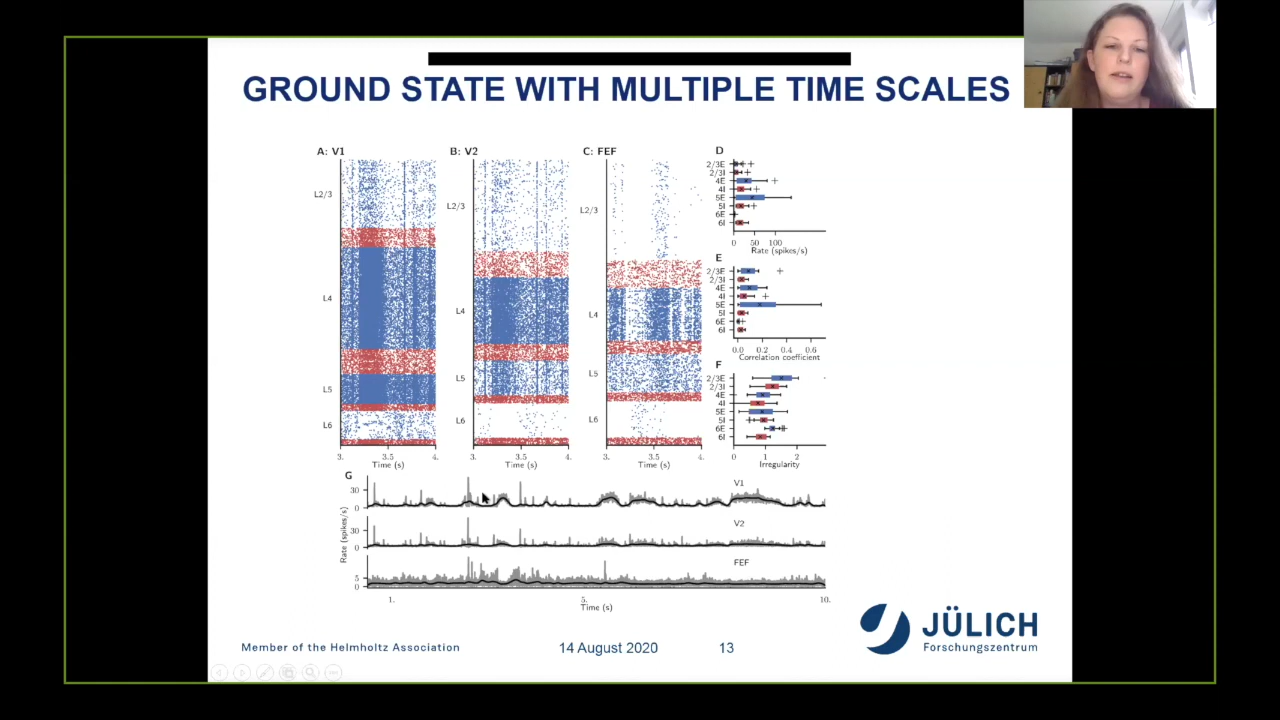 GROUND STATE WITH MULTIPLE TIME SCALES
A: V1
L2/3
L4
L5
L6
3.
3.5
4.
Time (s)
B: V2
L2/3
L4
L5
L6
3.
3.5
4.
Time (s)
C: FEF
L2/3
L4
L5
L6
3.
3.5
4.
Time (s)
D
2/3E
2/3I
4E
4I
5E
5I
6E
6I
0 50 100
Rate (spikes/s)
E
2/3E
2/3I
4E
4I
5E
5I
6E
6I
0.0 0.2 0.4 0.6
Correlation coefficient
F
2/3E
2/3I
4E
4I
5E
5I
6E
6I
0 1 2
Irregularity
G
Rate (spikes/s)
30
0
V1
30
0
V2
5
0
FEF
1. 5. 10.
Time (s)
Member of the Helmholtz Association
14 August 2020
13
JÜLICH
Forschungszentrum